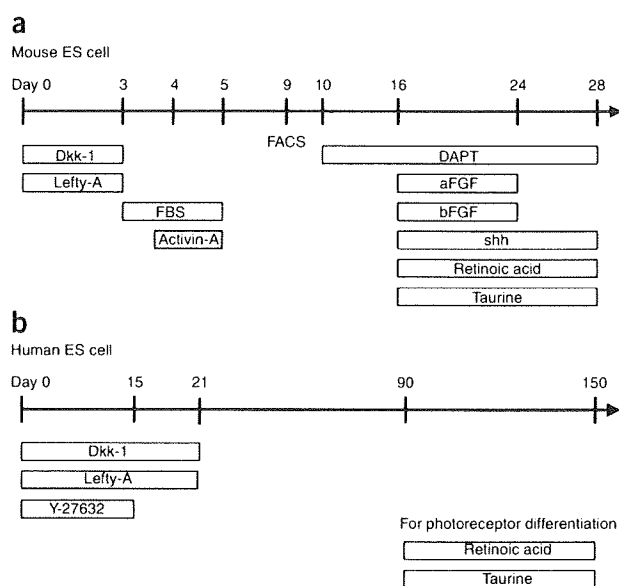 a
Mouse ES cell
Day 0 3 4 5 9 10 16 24 28
FACS
Dkk-1 DAPT
Lefty-A aFGF
FBS bFGF
Activin-A shh
Retinoic acid
Taurine
b
Human ES cell
Day 0 15 21 90 150
Dkk-1
Lefty-A
Y-27632
For photoreceptor differentiation
Retinoic acid
Taurine